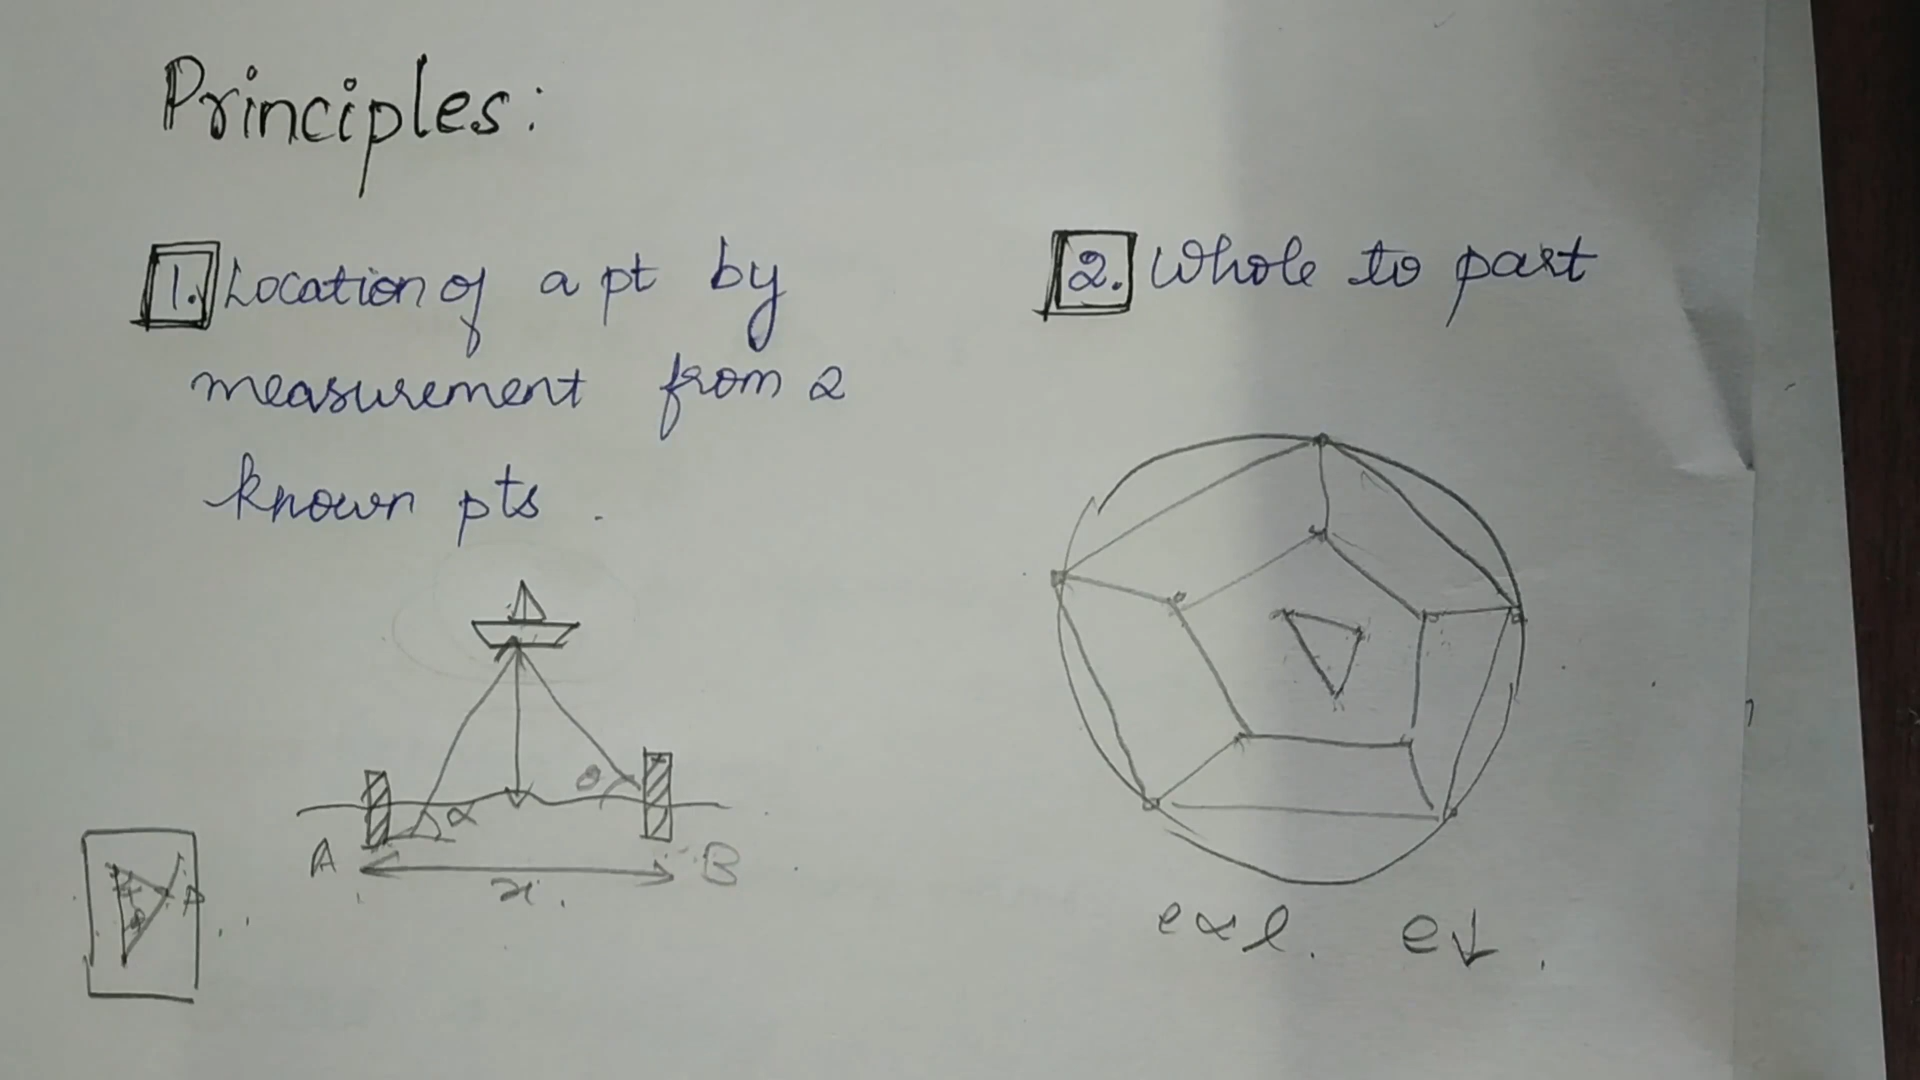 Principles:
1. Location of a pt by
measurement from 2
known pts.
θ
α
A
B
x.
2. Whole to part
e∝l. e↓.